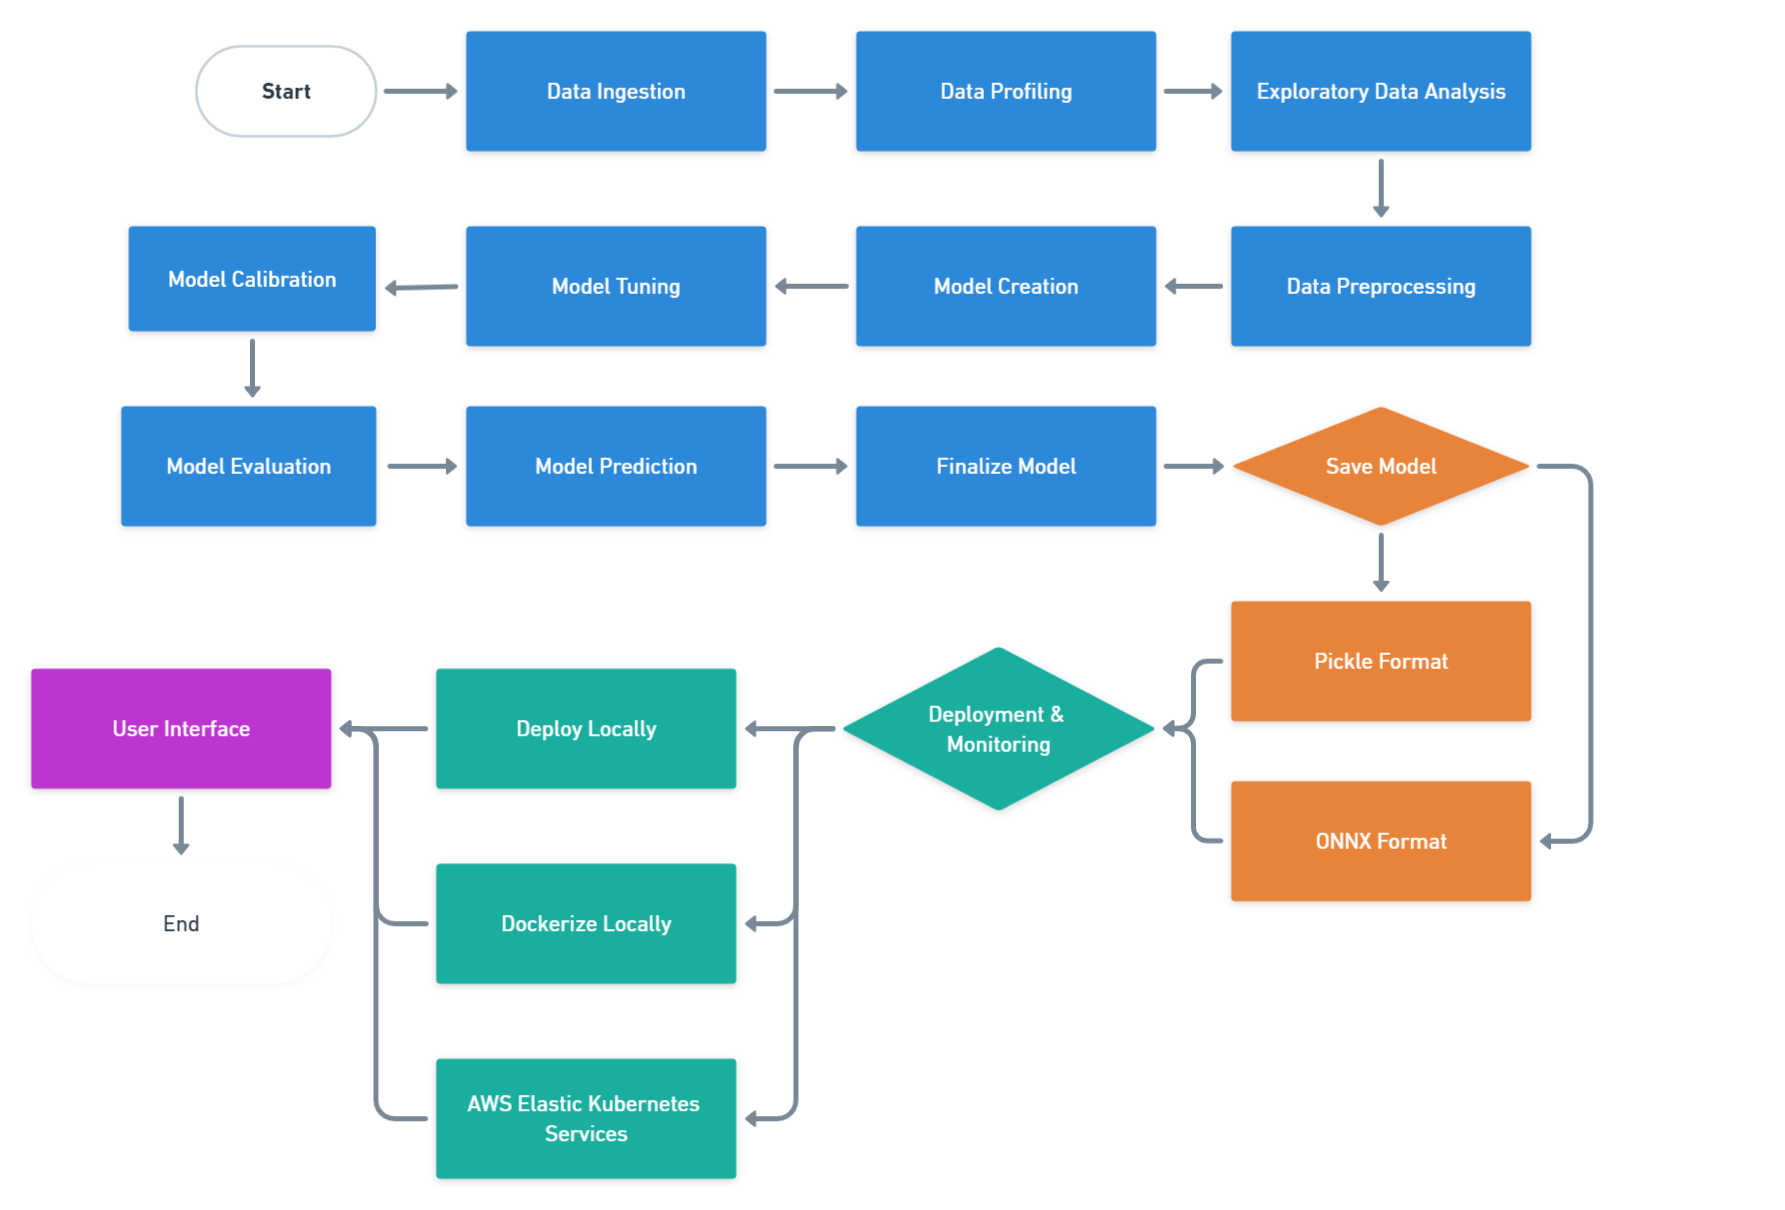 Start
Data Ingestion
Data Profiling
Exploratory Data Analysis
Data Preprocessing
Model Creation
Model Tuning
Model Calibration
Model Evaluation
Model Prediction
Finalize Model
Save Model
Pickle Format
ONNX Format
Deployment &
Monitoring
Deploy Locally
Dockerize Locally
AWS Elastic Kubernetes
Services
User Interface
End